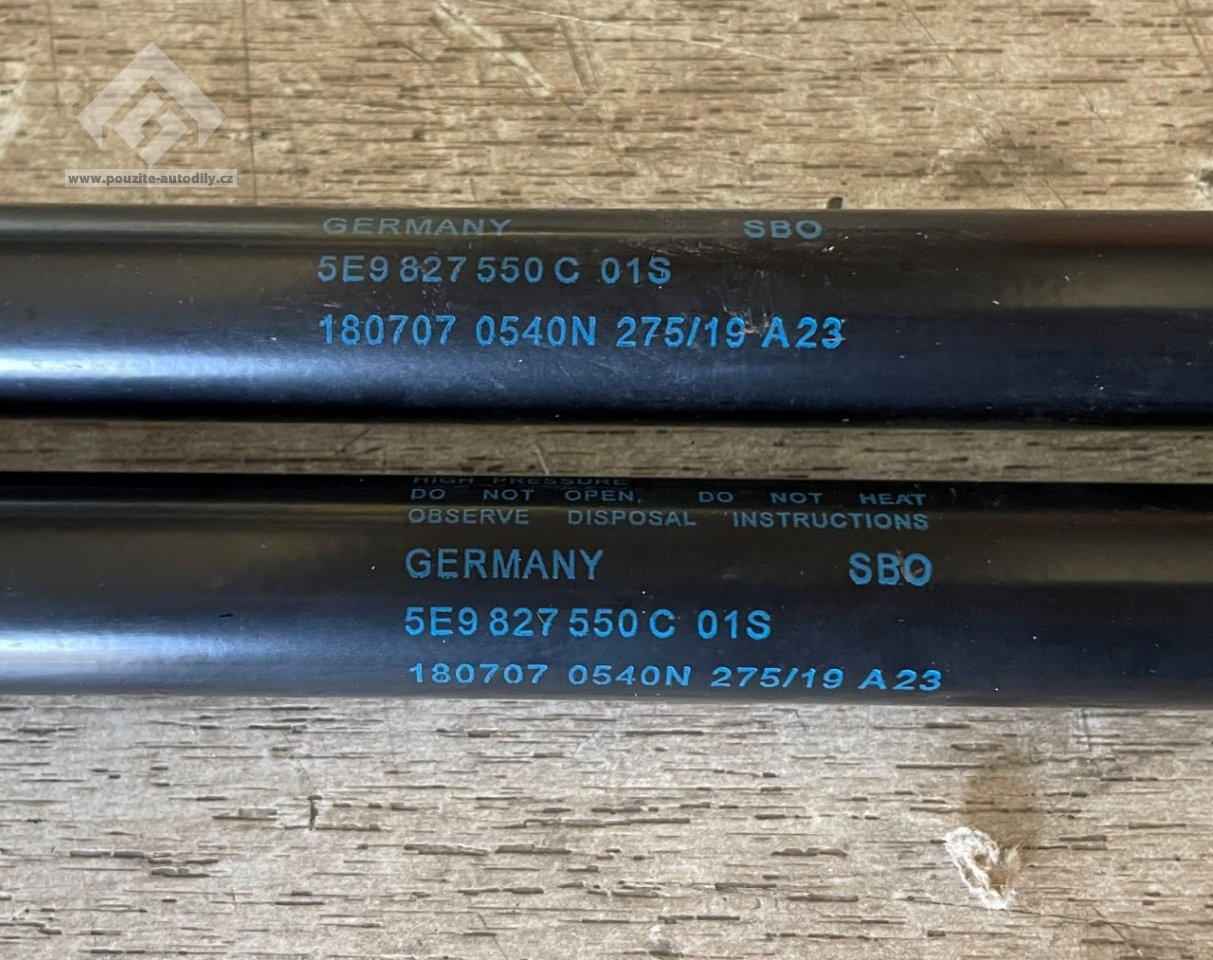 www.pouzite-autodily.cz
GERMANY SBO
5E9 827 550 C 01S
180707 0540N 275/19 A23
HIGH PRESSURE
DO NOT OPEN, DO NOT HEAT
OBSERVE DISPOSAL INSTRUCTIONS
GERMANY SBO
5E9 827 550 C 01S
180707 0540N 275/19 A23